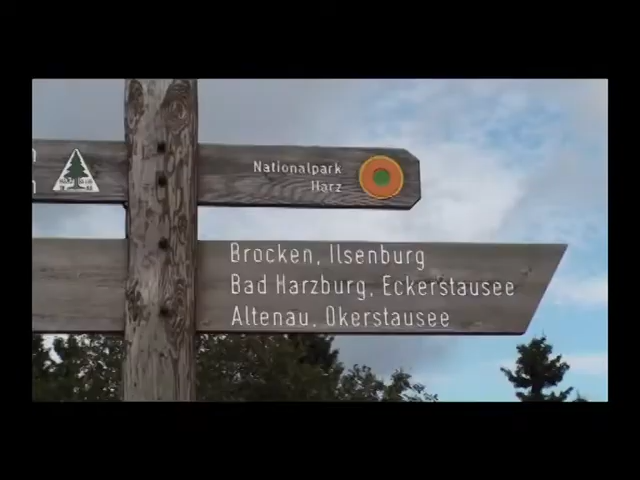 Nationalpark
Harz
Brocken, Ilsenburg
Bad Harzburg, Eckerstausee
Altenau, Okerstausee